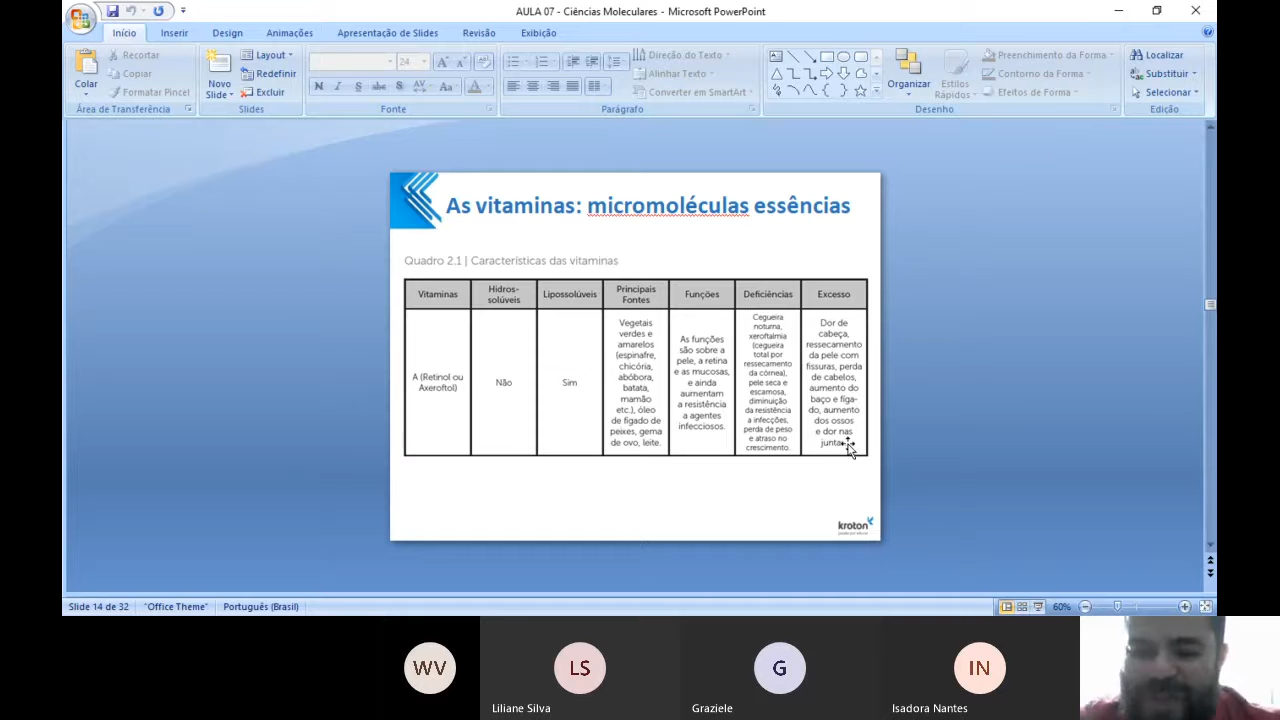 AULA 07 - Ciências Moleculares - Microsoft PowerPoint
Início
Inserir
Design
Animações
Apresentação de Slides
Revisão
Exibição
Colar
Recortar
Copiar
Formatar Pincel
Área de Transferência
Novo
Slide
Layout
Redefinir
Excluir
Slides
24
N
I
S
abc
S
AV
Aa
A
Fonte
Direção do Texto
Alinhar Texto
Converter em SmartArt
Parágrafo
Organizar
Estilos
Rápidos
Preenchimento da Forma
Contorno da Forma
Efeitos de Forma
Desenho
Localizar
Substituir
Selecionar
Edição
As vitaminas: micromoléculas essências
Quadro 2.1 | Características das vitaminas
Vitaminas
Hidros-
solúveis
Lipossolúveis
Principais
Fontes
Funções
Deficiências
Excesso
A (Retinol ou
Axeroftol)
Não
Sim
Vegetais
verdes e
amarelos
(espinafre,
chicória,
abóbora,
batata,
mamão
etc.), óleo
de fígado de
peixes, gema
de ovo, leite.
As funções
são sobre a
pele, a retina
e as mucosas,
e ainda
aumentam
a resistência
a agentes
infecciosos.
Cegueira
noturna,
xeroftalmia
(cegueira
total por
ressecamento
da córnea),
pele seca e
escamosa,
diminuição
da resistência
a infecções,
perda de peso
e atraso no
crescimento.
Dor de
cabeça,
ressecamento
da pele com
fissuras, perda
de cabelos,
aumento do
baço e fíga-
do, aumento
dos ossos
e dor nas
kroton
Slide 14 de 32
"Office Theme"
Português (Brasil)
60%
WV
LS
Liliane Silva
G
Graziele
IN
Isadora Nantes